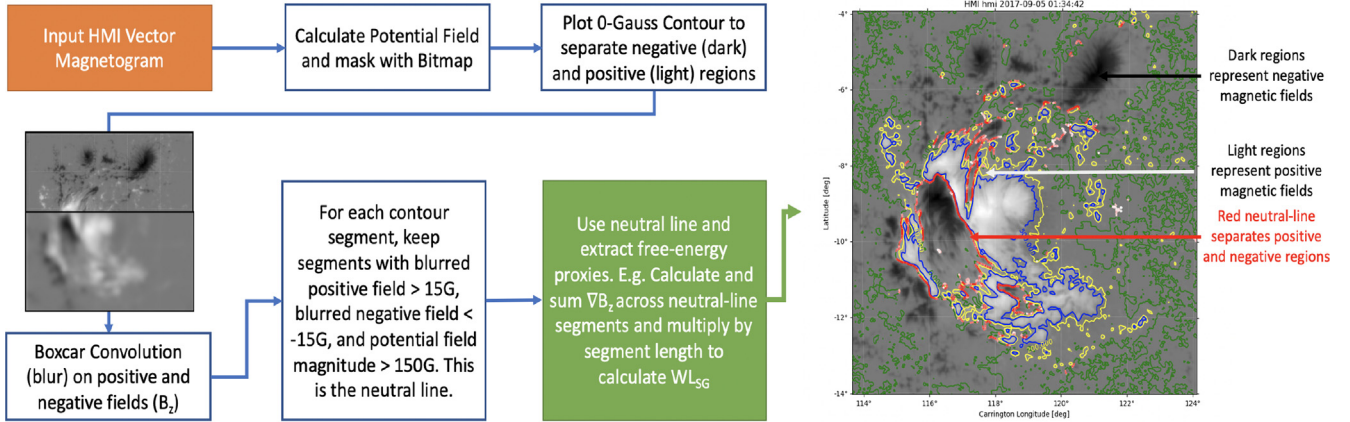 Input HMI Vector
Magnetogram
Calculate Potential Field
and mask with Bitmap
Plot 0-Gauss Contour to
separate negative (dark)
and positive (light) regions
Boxcar Convolution
(blur) on positive and
negative fields (Bz)
For each contour
segment, keep
segments with blurred
positive field > 15G,
blurred negative field <
-15G, and potential field
magnitude > 150G. This
is the neutral line.
Use neutral line and
extract free-energy
proxies. E.g. Calculate and
sum ∇Bz across neutral-line
segments and multiply by
segment length to
calculate WLSG
HMI hmi 2017-09-05 01:34:42
-4°
-6°
-8°
-10°
-12°
-14°
Latitude [deg]
114°
116°
118°
120°
122°
124°
Carrington Longitude [deg]
Dark regions
represent negative
magnetic fields
Light regions
represent positive
magnetic fields
Red neutral-line
separates positive
and negative regions